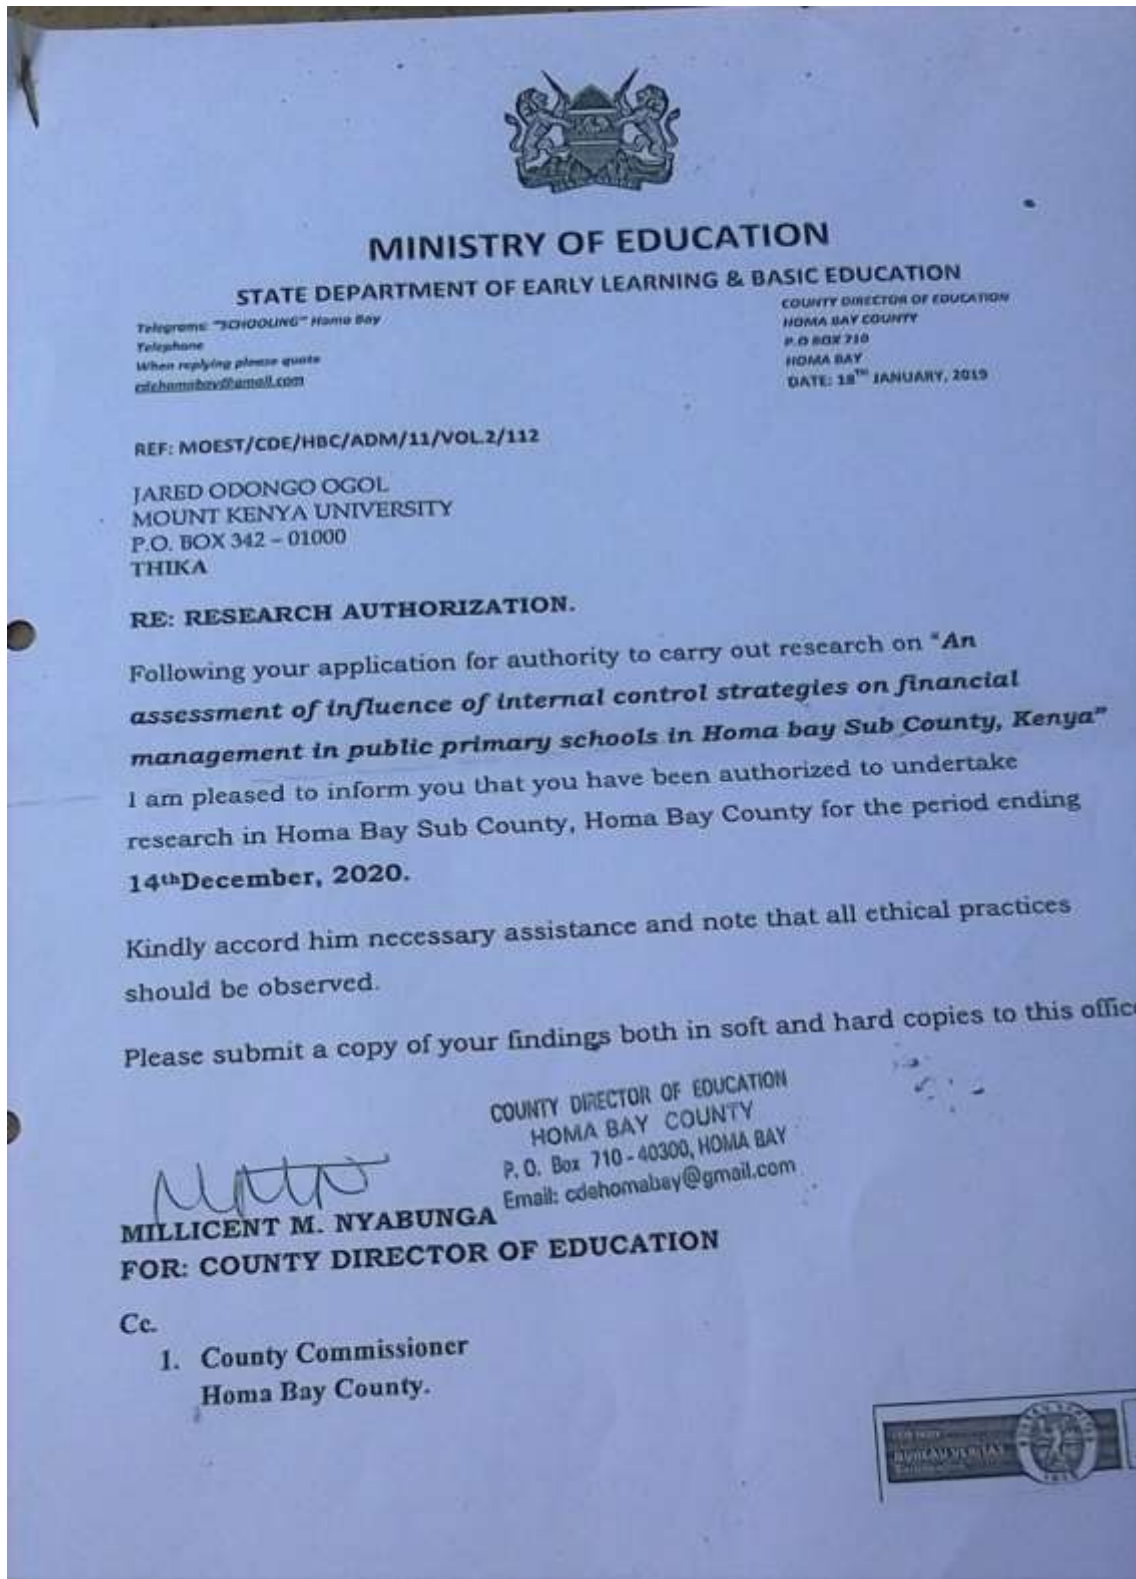 MINISTRY OF EDUCATION
STATE DEPARTMENT OF EARLY LEARNING & BASIC EDUCATION
Telegrams: "SCHOOLING" Homa Bay
Telephone
When replying please quote
cdehomabay@gmail.com
COUNTY DIRECTOR OF EDUCATION
HOMA BAY COUNTY
P.O BOX 710
HOMA BAY
DATE: 18TH JANUARY, 2019
REF: MOEST/CDE/HBC/ADM/11/VOL.2/112
JARED ODONGO OGOL
MOUNT KENYA UNIVERSITY
P.O. BOX 342 – 01000
THIKA
RE: RESEARCH AUTHORIZATION.
Following your application for authority to carry out research on "An
assessment of influence of internal control strategies on financial
management in public primary schools in Homa bay Sub County, Kenya"
I am pleased to inform you that you have been authorized to undertake
research in Homa Bay Sub County, Homa Bay County for the period ending
14thDecember, 2020.
Kindly accord him necessary assistance and note that all ethical practices
should be observed.
Please submit a copy of your findings both in soft and hard copies to this office
COUNTY DIRECTOR OF EDUCATION
HOMA BAY COUNTY
P. O. Box 710 - 40300, HOMA BAY
Email: cdehomabay@gmail.com
MILLICENT M. NYABUNGA
FOR: COUNTY DIRECTOR OF EDUCATION
Cc.
1. County Commissioner
Homa Bay County.
BUREAU VERITAS